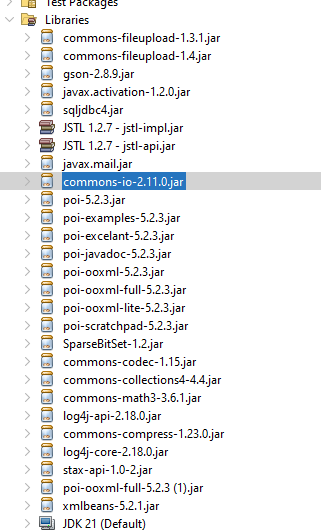 Test Packages
Libraries
commons-fileupload-1.3.1.jar
commons-fileupload-1.4.jar
gson-2.8.9.jar
javax.activation-1.2.0.jar
sqljdbc4.jar
JSTL 1.2.7 - jstl-impl.jar
JSTL 1.2.7 - jstl-api.jar
javax.mail.jar
commons-io-2.11.0.jar
poi-5.2.3.jar
poi-examples-5.2.3.jar
poi-excelant-5.2.3.jar
poi-javadoc-5.2.3.jar
poi-ooxml-5.2.3.jar
poi-ooxml-full-5.2.3.jar
poi-ooxml-lite-5.2.3.jar
poi-scratchpad-5.2.3.jar
SparseBitSet-1.2.jar
commons-codec-1.15.jar
commons-collections4-4.4.jar
commons-math3-3.6.1.jar
log4j-api-2.18.0.jar
commons-compress-1.23.0.jar
log4j-core-2.18.0.jar
stax-api-1.0-2.jar
poi-ooxml-full-5.2.3 (1).jar
xmlbeans-5.2.1.jar
JDK 21 (Default)